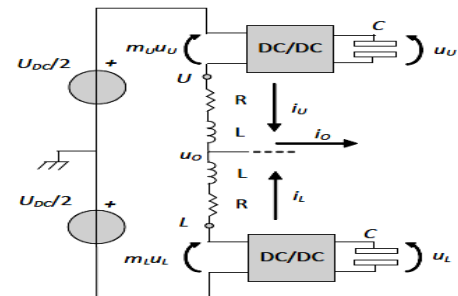 C
m_U u_U
DC/DC
u_U
U_DC/2
+
U
R
i_U
L
i_O
u_O
L
i_L
U_DC/2
+
R
L
C
m_L u_L
DC/DC
u_L